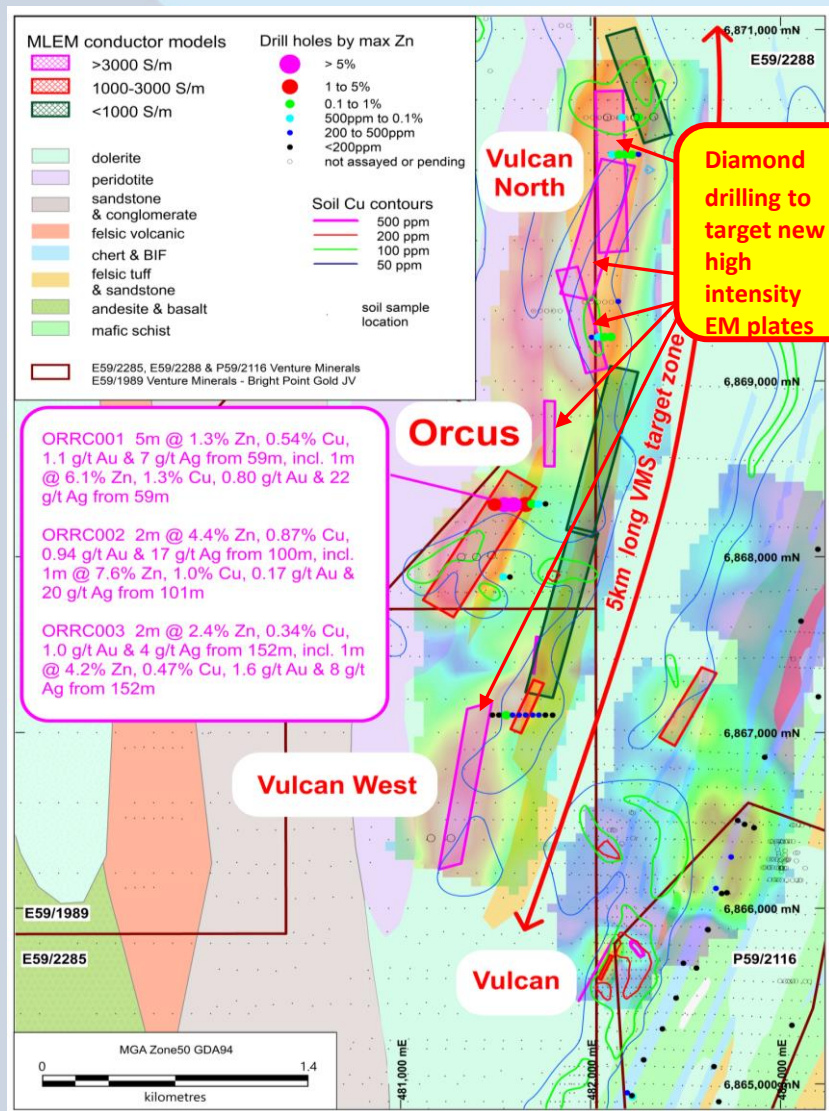 MLEM conductor models
>3000 S/m
1000-3000 S/m
<1000 S/m
dolerite
peridotite
sandstone
& conglomerate
felsic volcanic
chert & BIF
felsic tuff
& sandstone
andesite & basalt
mafic schist
Drill holes by max Zn
> 5%
1 to 5%
0.1 to 1%
500ppm to 0.1%
200 to 500ppm
<200ppm
not assayed or pending
Soil Cu contours
500 ppm
200 ppm
100 ppm
50 ppm
soil sample
location
E59/2285, E59/2288 & P59/2116 Venture Minerals
E59/1989 Venture Minerals - Bright Point Gold JV
6,871,000 mN
E59/2288
Vulcan
North
Diamond
drilling to
target new
high
intensity
EM plates
6,869,000 mN
Orcus
ORRC001 5m @ 1.3% Zn, 0.54% Cu,
1.1 g/t Au & 7 g/t Ag from 59m, incl. 1m
@ 6.1% Zn, 1.3% Cu, 0.80 g/t Au & 22
g/t Ag from 59m
ORRC002 2m @ 4.4% Zn, 0.87% Cu,
0.94 g/t Au & 17 g/t Ag from 100m, incl.
1m @ 7.6% Zn, 1.0% Cu, 0.17 g/t Au &
20 g/t Ag from 101m
ORRC003 2m @ 2.4% Zn, 0.34% Cu,
1.0 g/t Au & 4 g/t Ag from 152m, incl. 1m
@ 4.2% Zn, 0.47% Cu, 1.6 g/t Au & 8 g/t
Ag from 152m
5km long VMS target zone
6,868,000 mN
6,867,000 mN
Vulcan West
6,866,000 mN
E59/1989
E59/2285
Vulcan
P59/2116
MGA Zone50 GDA94
0
1.4
kilometres
481,000 mE
482,000 mE
6,865,000 mN